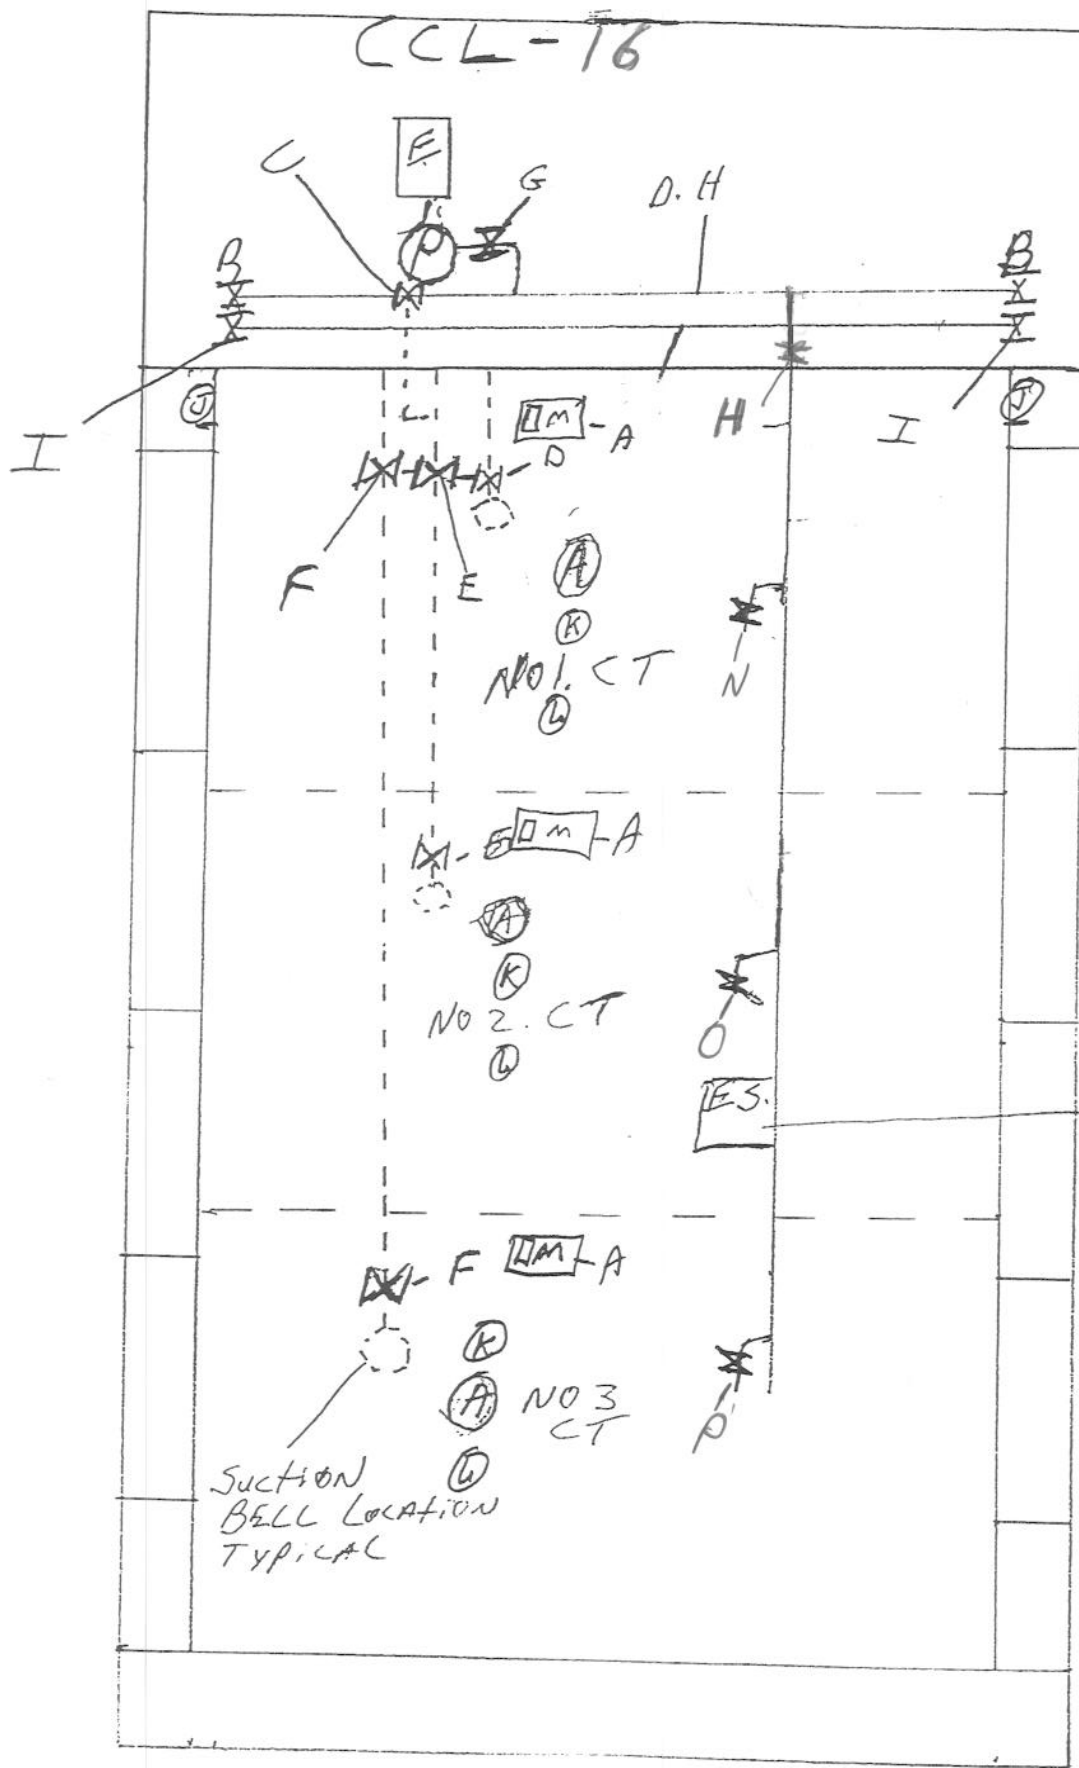 CCL-16
E
C
G
D.H
P
B
B
J
J
I
H
I
M
A
D
F
E
A
K
NO1. CT
L
N
M
A
A
K
NO 2. CT
L
O
E.S.
F
M
A
K
A
NO 3
CT
L
P
SUCTION
BELL LOCATION
TYPICAL